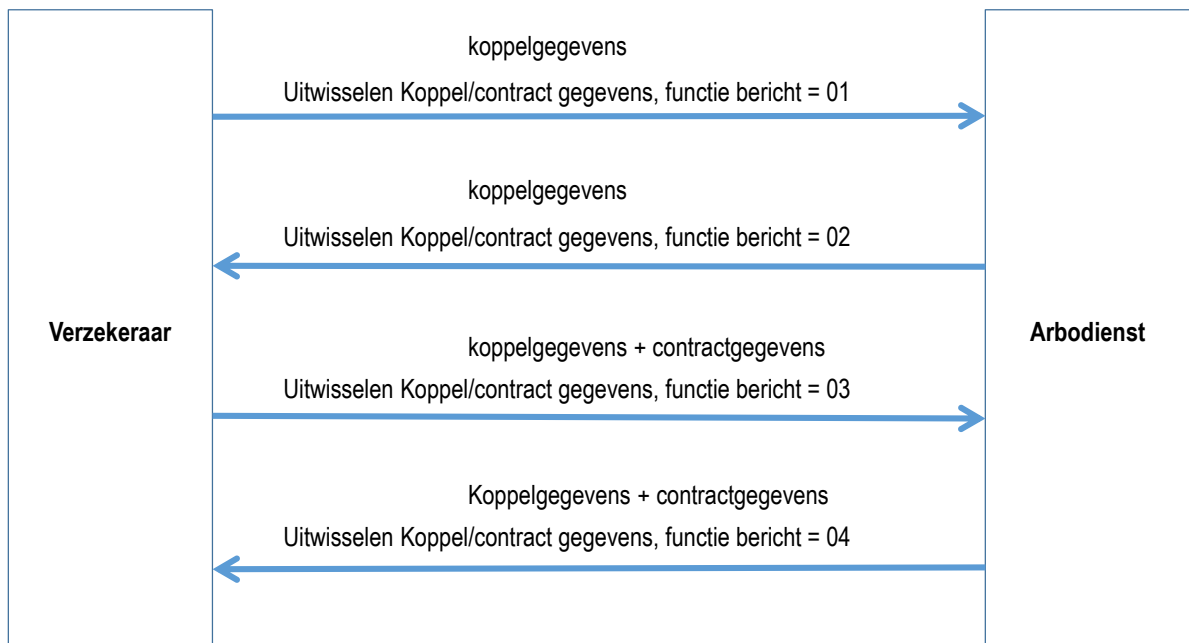 koppelgegevens
Uitwisselen Koppel/contract gegevens, functie bericht = 01
koppelgegevens
Uitwisselen Koppel/contract gegevens, functie bericht = 02
Verzekeraar
Arbodienst
koppelgegevens + contractgegevens
Uitwisselen Koppel/contract gegevens, functie bericht = 03
Koppelgegevens + contractgegevens
Uitwisselen Koppel/contract gegevens, functie bericht = 04